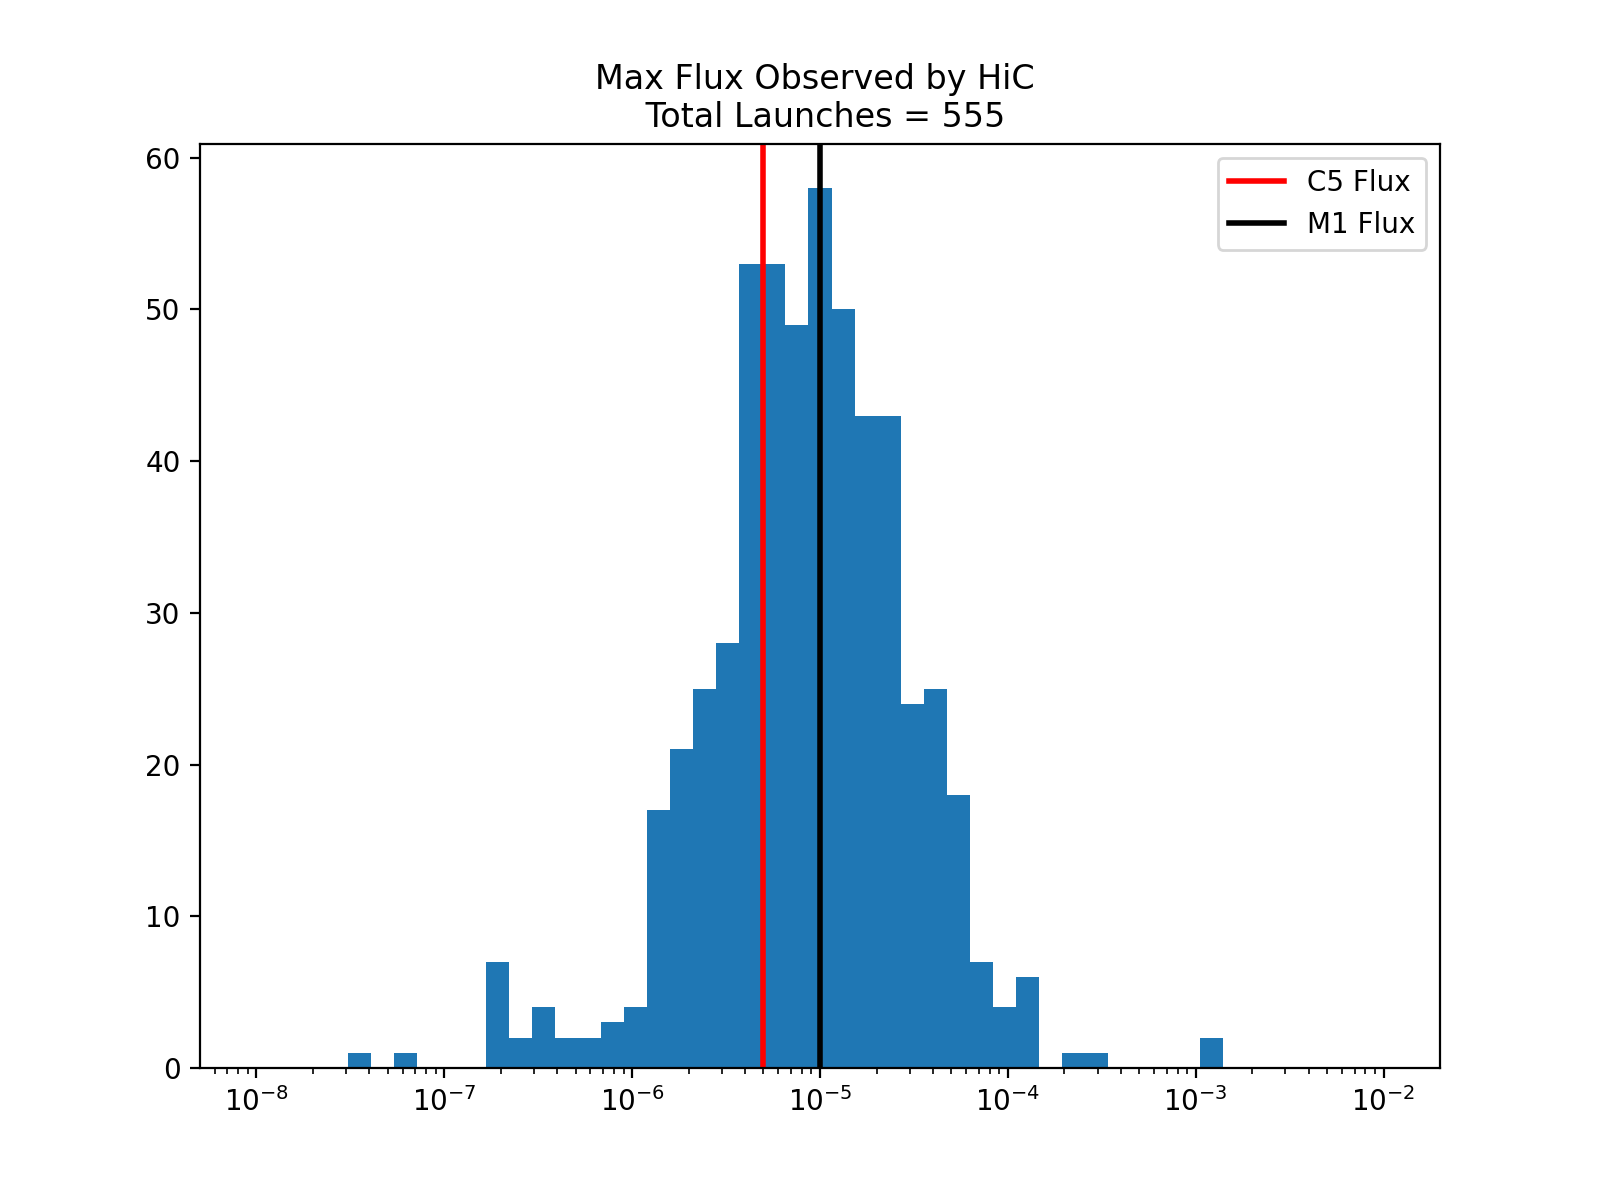 Max Flux Observed by HiC
Total Launches = 555
C5 Flux
M1 Flux
60
50
40
30
20
10
0
10⁻⁸ 10⁻⁷ 10⁻⁶ 10⁻⁵ 10⁻⁴ 10⁻³ 10⁻²